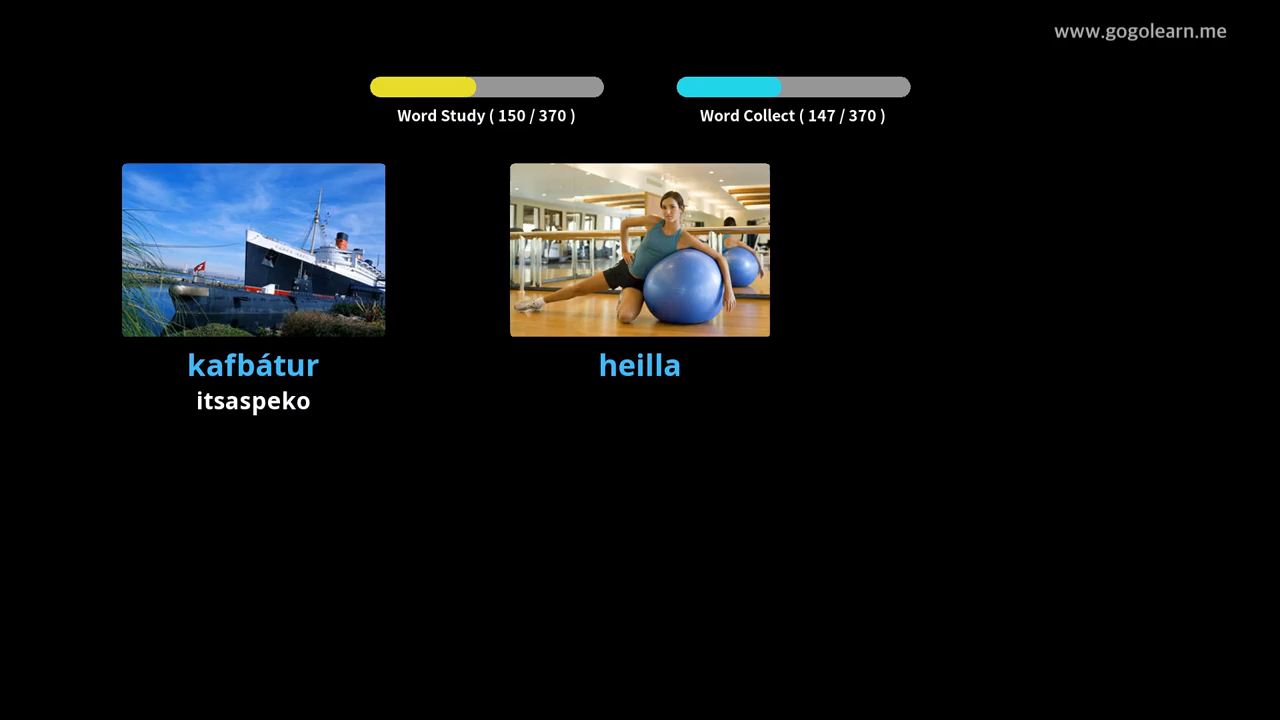 www.gogolearn.me
Word Study ( 150 / 370 )
Word Collect ( 147 / 370 )
kafbátur
itsaspeko
heilla